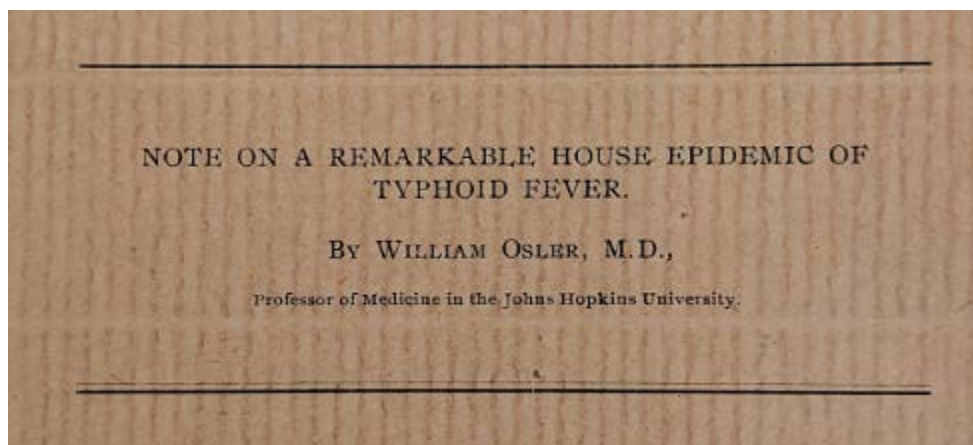 NOTE ON A REMARKABLE HOUSE EPIDEMIC OF
TYPHOID FEVER.
BY WILLIAM OSLER, M.D.,
Professor of Medicine in the Johns Hopkins University.